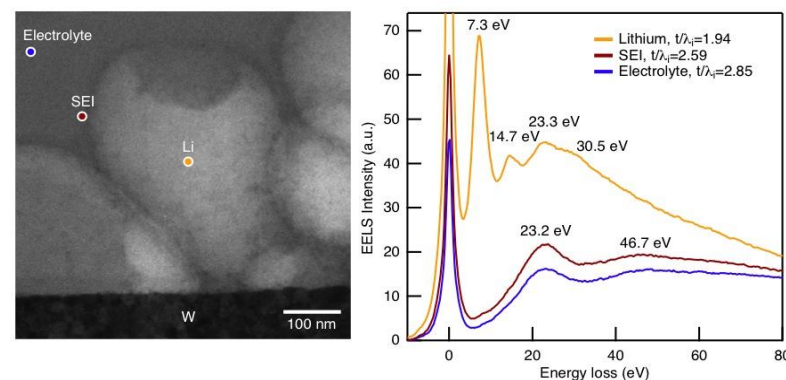 Electrolyte
SEI
Li
W
100 nm
EELS Intensity (a.u.)
70
60
50
40
30
20
10
0
7.3 eV
14.7 eV
23.3 eV
30.5 eV
23.2 eV
46.7 eV
Lithium, t/λi=1.94
SEI, t/λi=2.59
Electrolyte, t/λi=2.85
0 20 40 60 80
Energy loss (eV)